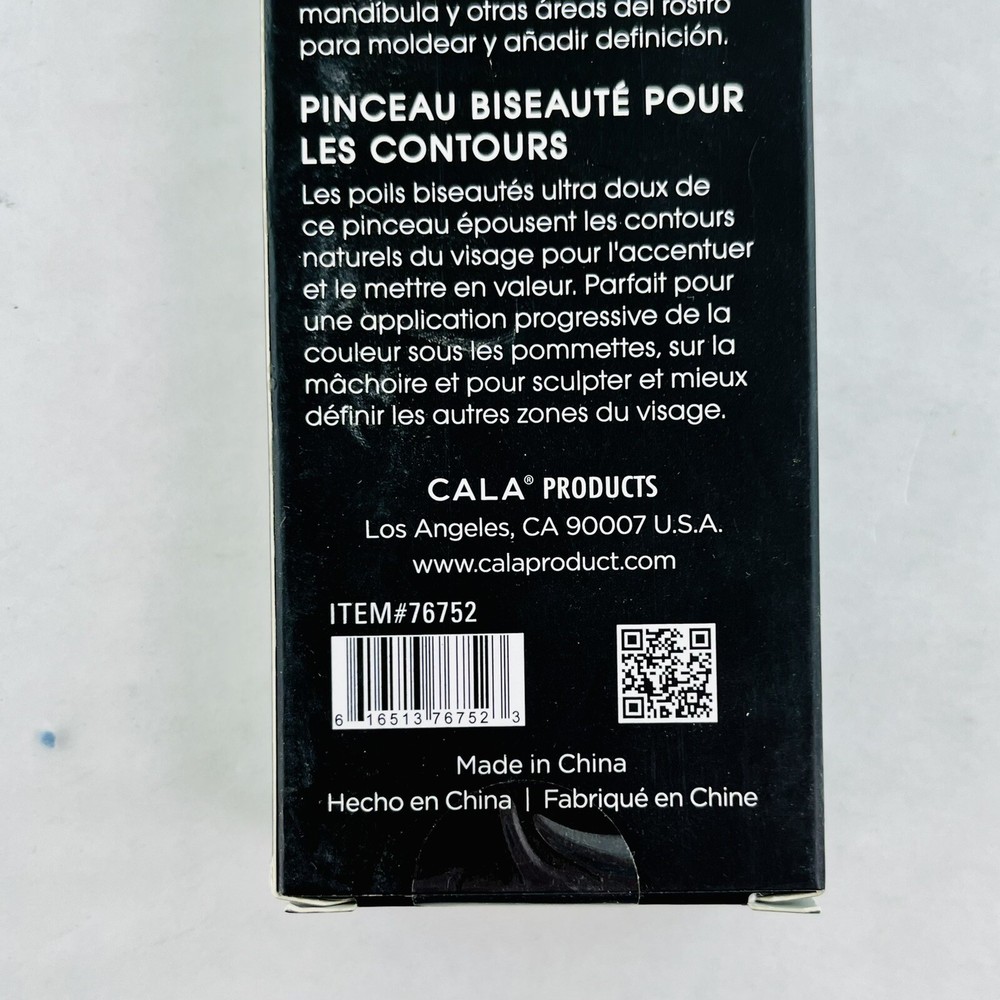 mandíbula y otras áreas del rostro
para moldear y añadir definición.
PINCEAU BISEAUTÉ POUR
LES CONTOURS
Les poils biseautés ultra doux de
ce pinceau épousent les contours
naturels du visage pour l'accentuer
et le mettre en valeur. Parfait pour
une application progressive de la
couleur sous les pommettes, sur la
mâchoire et pour sculpter et mieux
définir les autres zones du visage.
CALA® PRODUCTS
Los Angeles, CA 90007 U.S.A.
www.calaproduct.com
ITEM#76752
6 16513 76752 3
Made in China
Hecho en China | Fabriqué en Chine